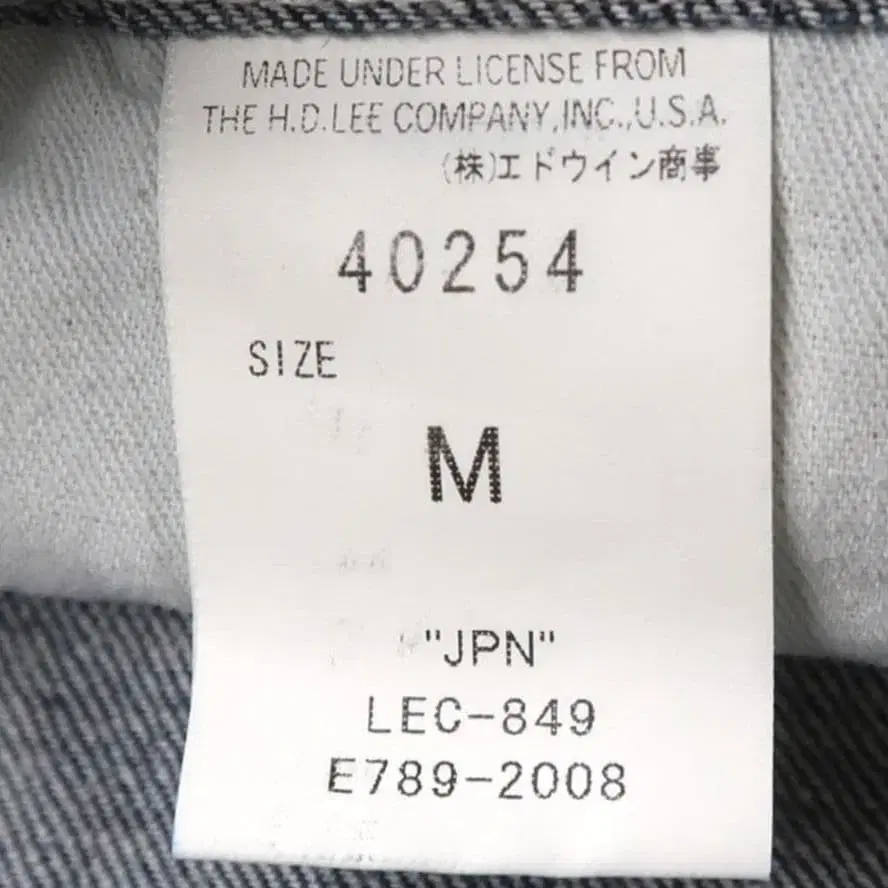 MADE UNDER LICENSE FROM
THE H.D.LEE COMPANY,INC.,U.S.A.
(株)エドウイン商事
40254
SIZE
M
"JPN"
LEC-849
E789-2008